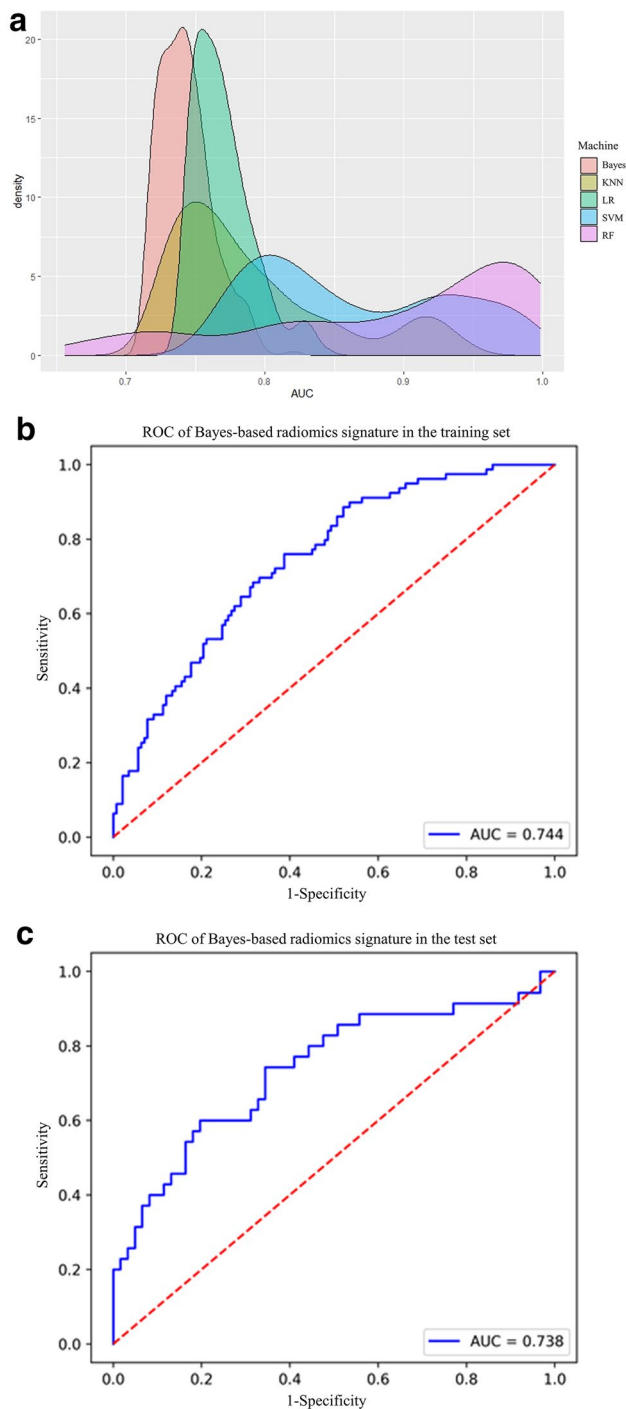 a
20
15
10
5
0
density
0.7 0.8 0.9 1.0
AUC
Machine
Bayes
KNN
LR
SVM
RF
b
ROC of Bayes-based radiomics signature in the training set
1.0
0.8
0.6
0.4
0.2
0.0
Sensitivity
AUC = 0.744
0.0 0.2 0.4 0.6 0.8 1.0
1-Specificity
c
ROC of Bayes-based radiomics signature in the test set
1.0
0.8
0.6
0.4
0.2
0.0
Sensitivity
AUC = 0.738
0.0 0.2 0.4 0.6 0.8 1.0
1-Specificity